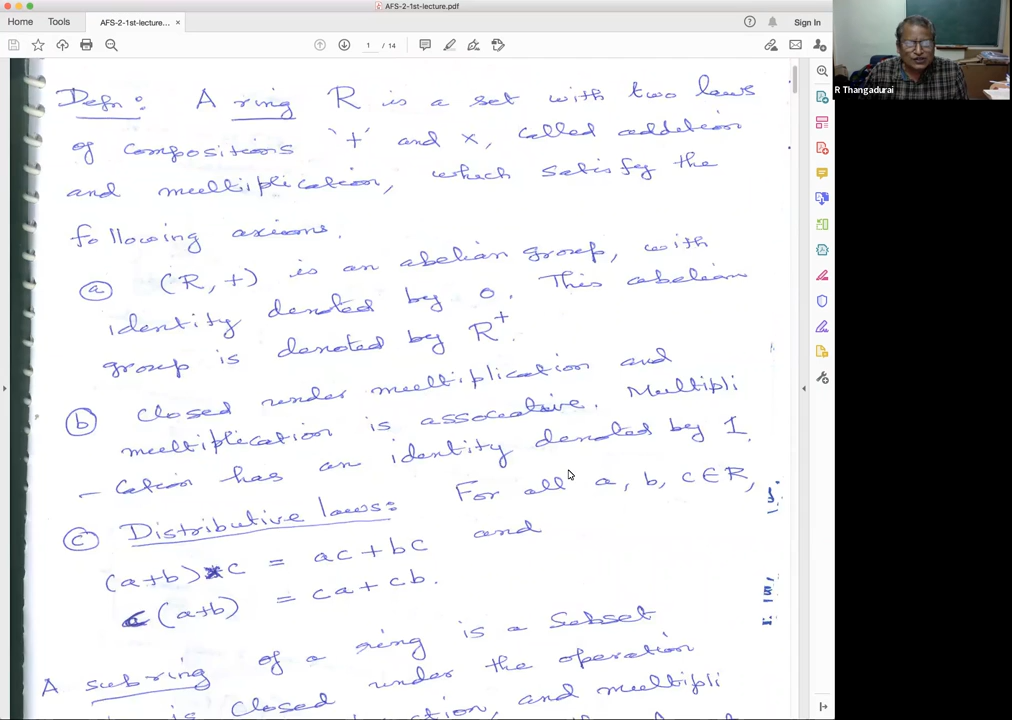 AFS-2-1st-lecture.pdf
Home Tools AFS-2-1st-lecture... × Sign In
1 / 14
R Thangadurai
Defn: A ring R is a set with two laws
of compositions '+' and ×, called addition
and multiplication, which satisfy the
following axioms.
(a) (R, +) is an abelian group, with
identity denoted by 0. This abelian
group is denoted by R⁺.
(b) Closed under multiplication and
multiplication is associative. Multipli
- cation has an identity denoted by 1.
(c) Distributive laws: For all a, b, c ∈ R,
(a+b) c = ac + bc and
c (a+b) = ca + cb.
A subring of a ring is a Subset
is closed under the operation
and multipli